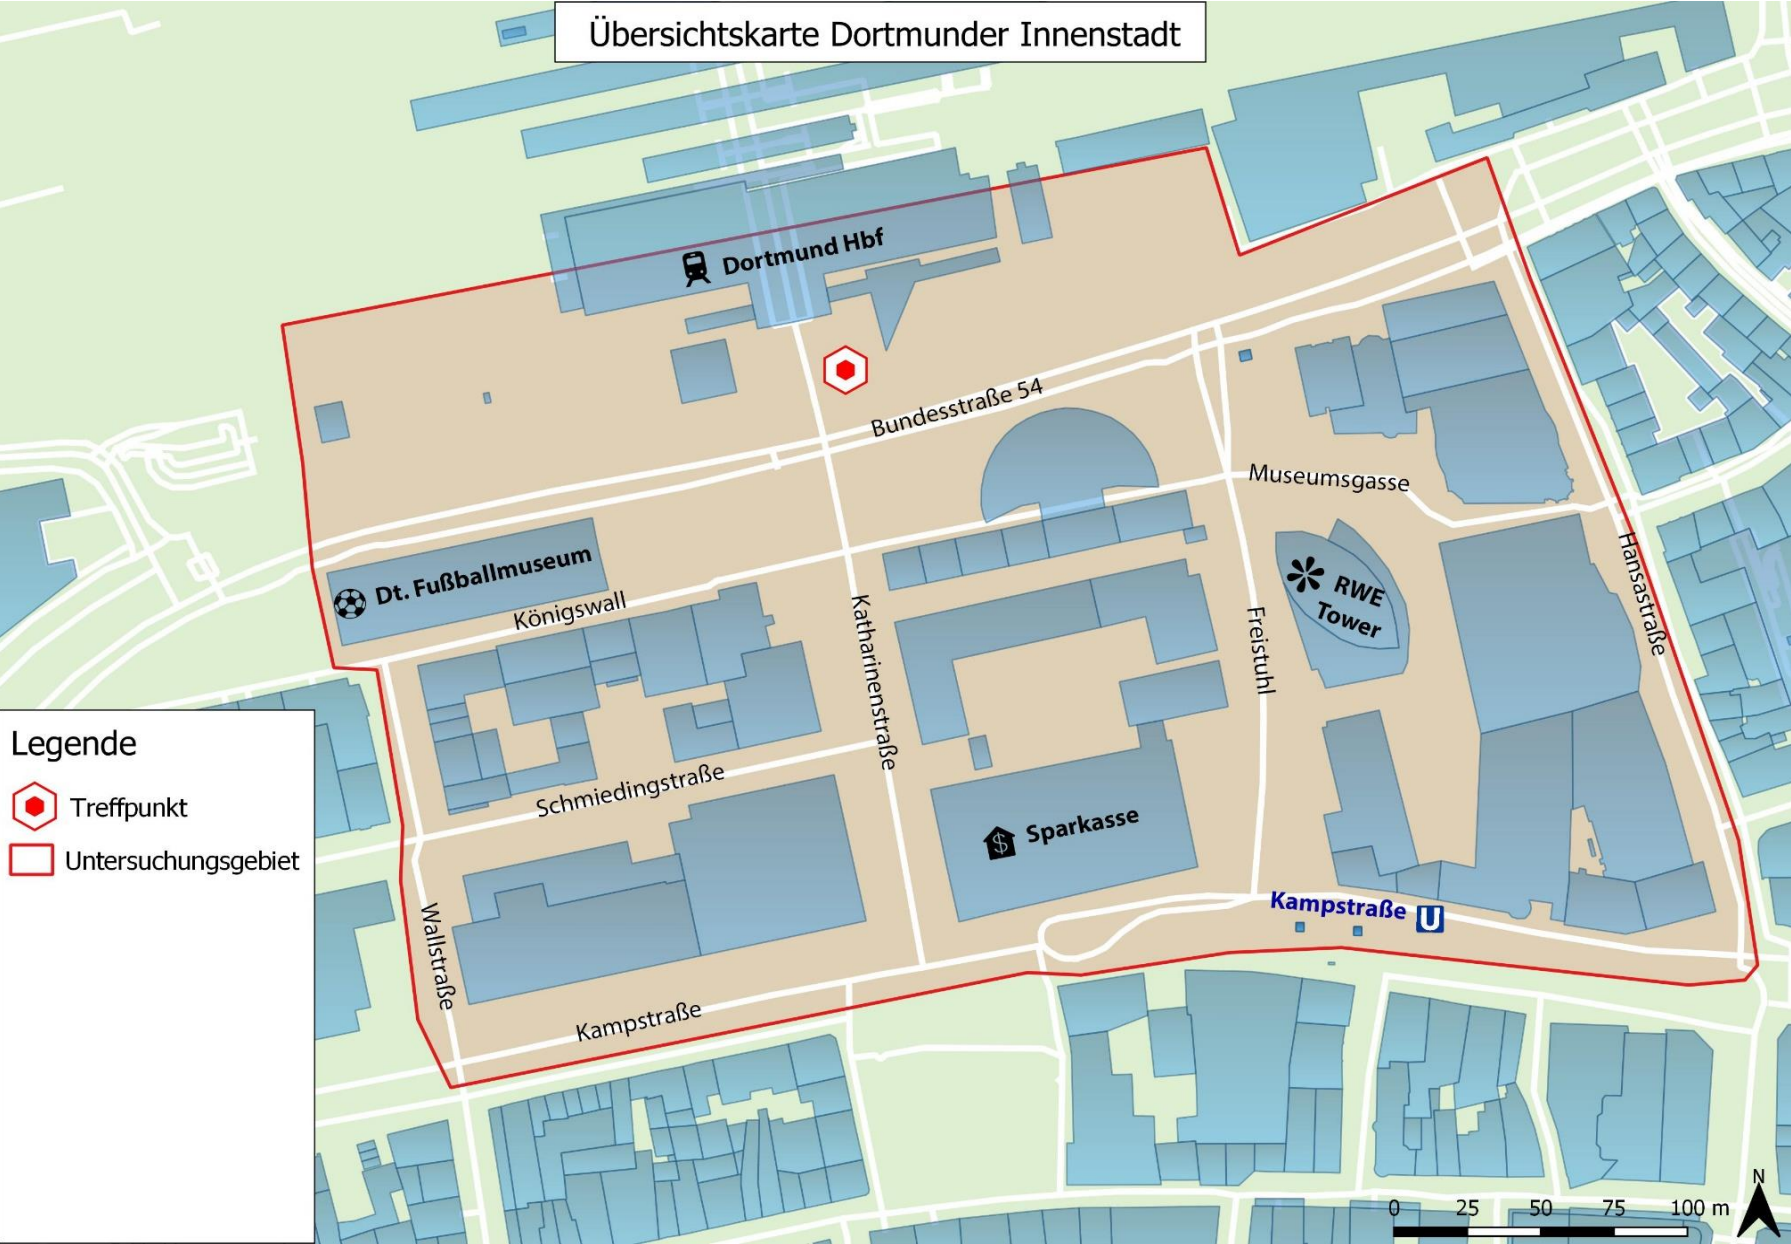 Übersichtskarte Dortmunder Innenstadt
Dortmund Hbf
Bundesstraße 54
Museumsgasse
Dt. Fußballmuseum
Königswall
Katharinenstraße
Freistuhl
RWE
Tower
Hansastraße
Schmiedingstraße
Sparkasse
$
Wallstraße
Kampstraße
Kampstraße U
Legende
Treffpunkt
Untersuchungsgebiet
N
0 25 50 75 100 m